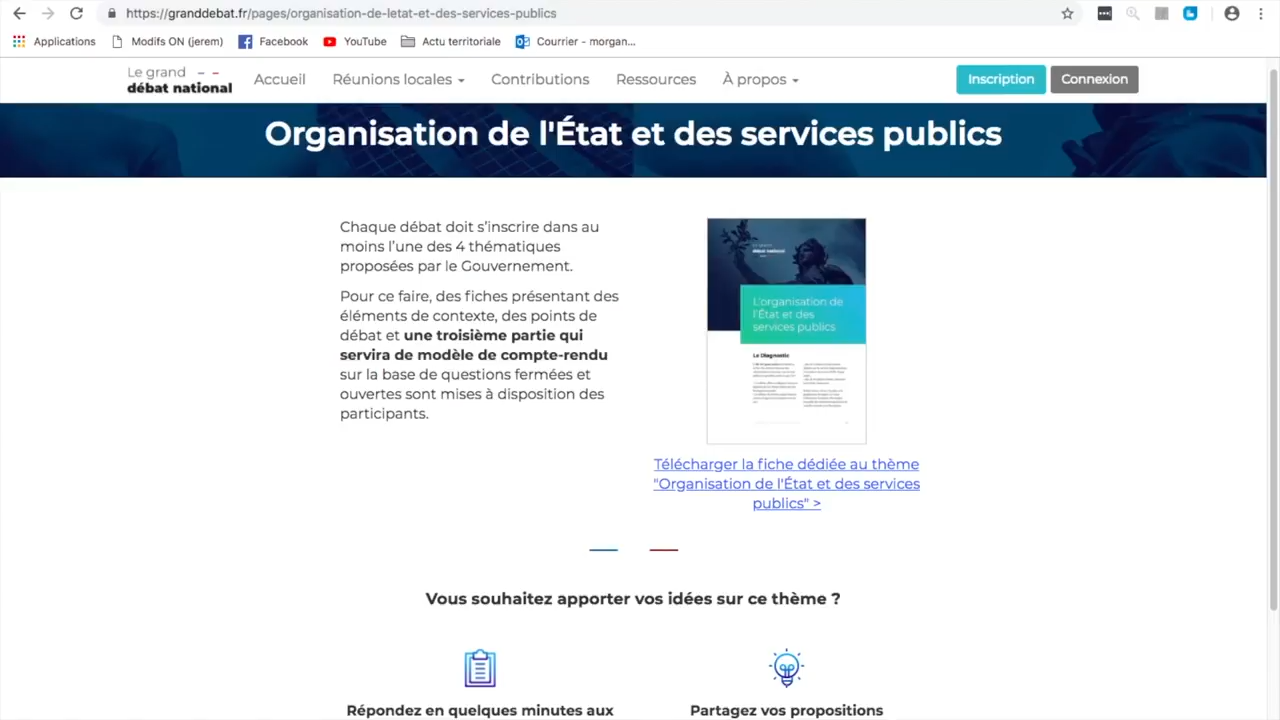 https://granddebat.fr/pages/organisation-de-letat-et-des-services-publics
Applications Modifs ON (jerem) Facebook YouTube Actu territoriale Courrier - morgan...
Le grand
débat national
Accueil Réunions locales Contributions Ressources À propos Inscription Connexion
Organisation de l'État et des services publics
Chaque débat doit s’inscrire dans au
moins l’une des 4 thématiques
proposées par le Gouvernement.
Pour ce faire, des fiches présentant des
éléments de contexte, des points de
débat et une troisième partie qui
servira de modèle de compte-rendu
sur la base de questions fermées et
ouvertes sont mises à disposition des
participants.
débat national
L'organisation de
l'État et des
services publics
Le Diagnostic
Télécharger la fiche dédiée au thème
"Organisation de l'État et des services
publics" >
Vous souhaitez apporter vos idées sur ce thème ?
Répondez en quelques minutes aux
Partagez vos propositions